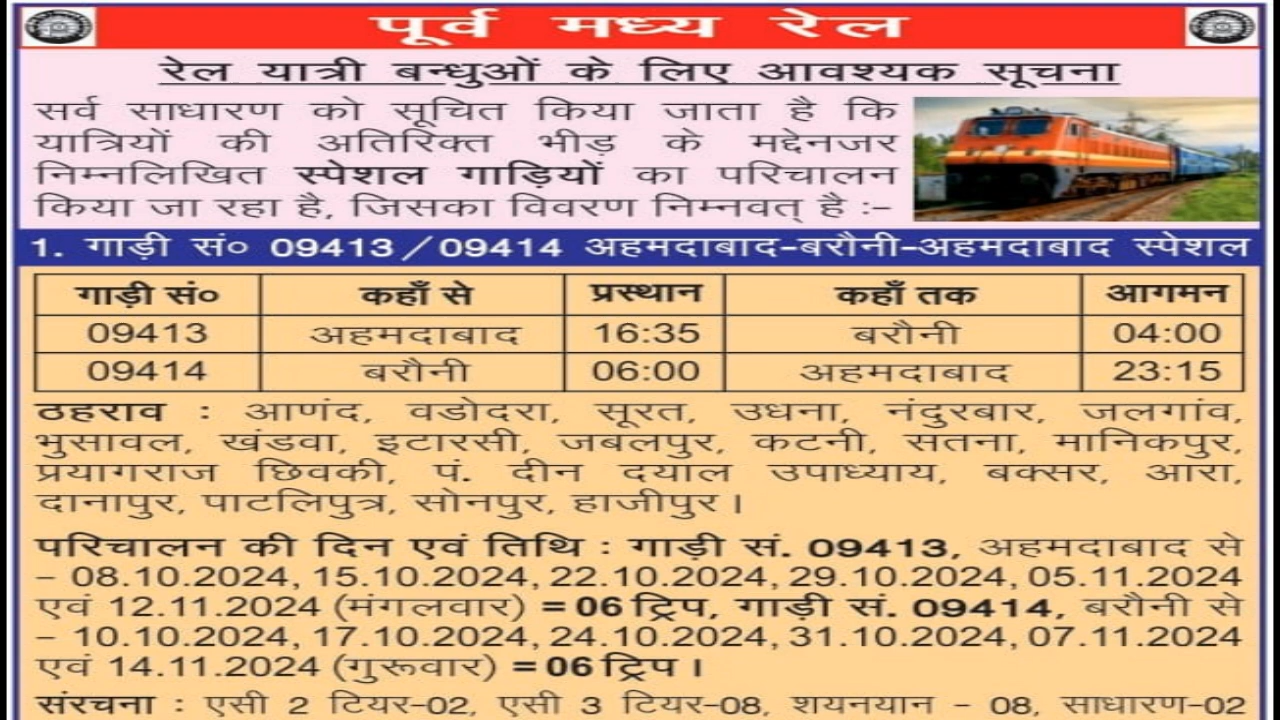 पूर्व मध्य रेल
रेल यात्री बन्धुओं के लिए आवश्यक सूचना
सर्व साधारण को सूचित किया जाता है कि
यात्रियों की अतिरिक्त भीड़ के मद्देनजर
निम्नलिखित स्पेशल गाड़ियों का परिचालन
किया जा रहा है, जिसका विवरण निम्नवत् है :-
1. गाड़ी सं० 09413/09414 अहमदाबाद-बरौनी-अहमदाबाद स्पेशल
गाड़ी सं० कहाँ से प्रस्थान कहाँ तक आगमन
09413 अहमदाबाद 16:35 बरौनी 04:00
09414 बरौनी 06:00 अहमदाबाद 23:15
ठहराव : आणंद, वडोदरा, सूरत, उधना, नंदुरबार, जलगांव,
भुसावल, खंडवा, इटारसी, जबलपुर, कटनी, सतना, मानिकपुर,
प्रयागराज छिवकी, पं. दीन दयाल उपाध्याय, बक्सर, आरा,
दानापुर, पाटलिपुत्र, सोनपुर, हाजीपुर।
परिचालन की दिन एवं तिथि : गाड़ी सं. 09413, अहमदाबाद से
- 08.10.2024, 15.10.2024, 22.10.2024, 29.10.2024, 05.11.2024
एवं 12.11.2024 (मंगलवार) = 06 ट्रिप, गाड़ी सं. 09414, बरौनी से
- 10.10.2024, 17.10.2024, 24.10.2024, 31.10.2024, 07.11.2024
एवं 14.11.2024 (गुरूवार) = 06 ट्रिप।
संरचना : एसी 2 टियर-02, एसी 3 टियर-08, शयनयान - 08, साधारण-02